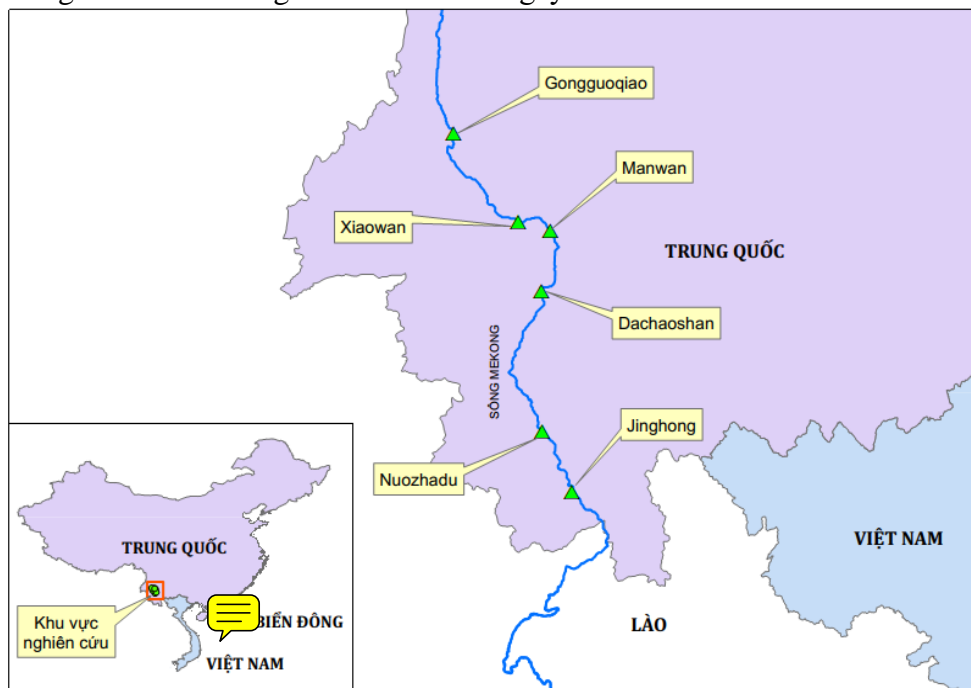 Gongguoqiao
Manwan
Xiaowan
TRUNG QUỐC
Dachaoshan
SÔNG MEKONG
Jinghong
Nuozhadu
VIỆT NAM
LÀO
TRUNG QUỐC
Khu vực
nghiên cứu
BIỂN ĐÔNG
VIỆT NAM